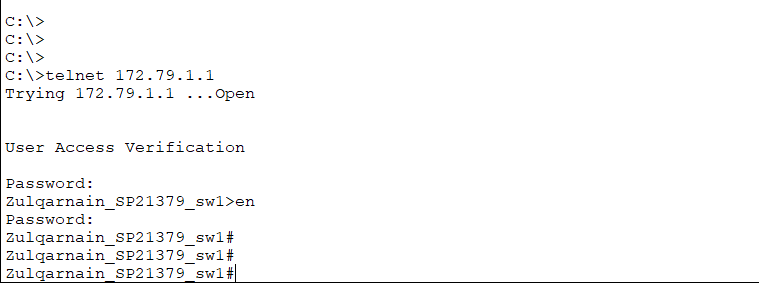 C:\>
C:\>
C:\>
C:\>telnet 172.79.1.1
Trying 172.79.1.1 ...Open
User Access Verification
Password:
Zulqarnain_SP21379_sw1>en
Password:
Zulqarnain_SP21379_sw1#
Zulqarnain_SP21379_sw1#
Zulqarnain_SP21379_sw1#